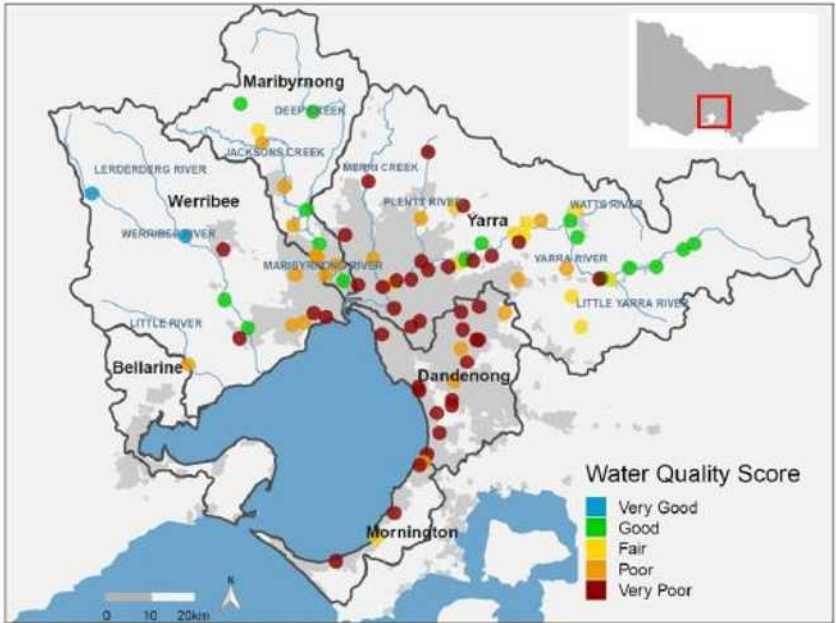 Maribyrnong
DEEP CREEK
JACKSONS CREEK
MERRI CREEK
LERDERDERG RIVER
Werribee
PLENTY RIVER
WATTS RIVER
Yarra
WERRIBEE RIVER
YARRA RIVER
MARIBYRNONG RIVER
LITTLE YARRA RIVER
LITTLE RIVER
Bellarine
Dandenong
Water Quality Score
Very Good
Good
Fair
Poor
Very Poor
Mornington
N
0 10 20km